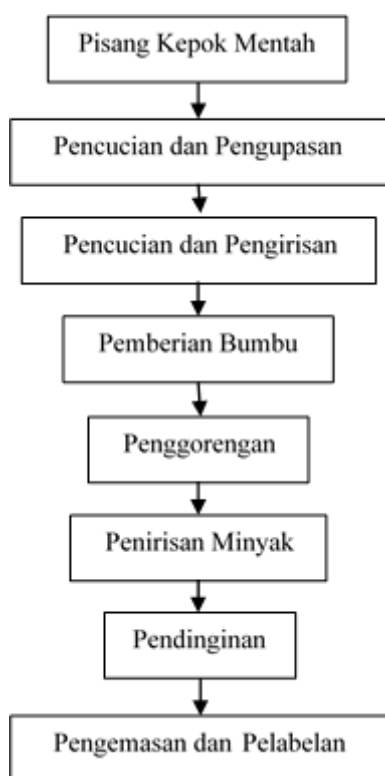 Pisang Kepok Mentah
Pencucian dan Pengupasan
Pencucian dan Pengirisan
Pemberian Bumbu
Penggorengan
Penirisan Minyak
Pendinginan
Pengemasan dan Pelabelan